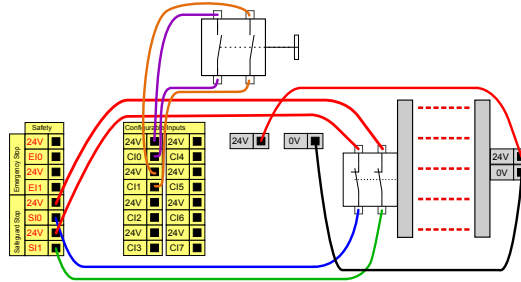 Safety
Emergency Stop
24V
EI0
24V
EI1
Safeguard Stop
24V
SI0
24V
SI1
Configurable Inputs
24V 24V
CI0 CI4
24V 24V
CI1 CI5
24V 24V
CI2 CI6
24V 24V
CI3 CI7
24V 0V
24V
0V